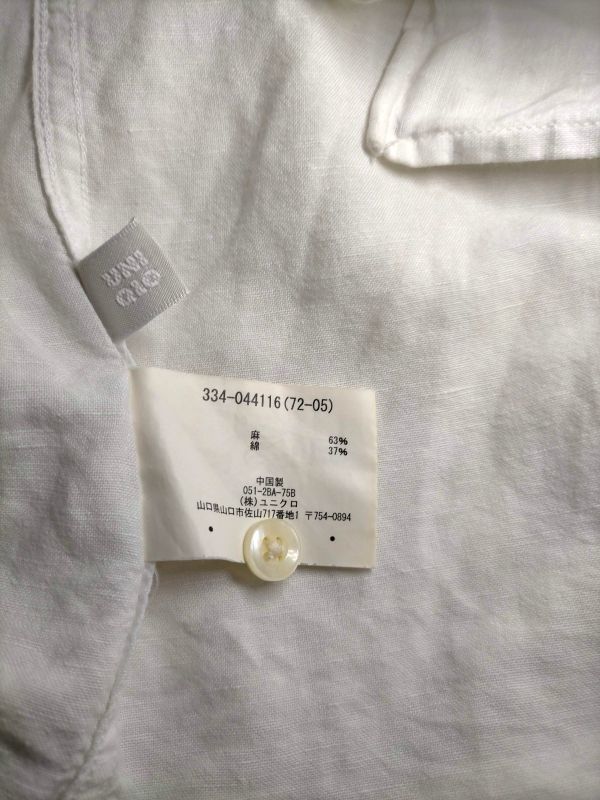 UNI
QLO
334-044116(72-05)
麻 63%
綿 37%
中国製
051-2BA-75B
(株)ユニクロ
山口県山口市佐山717番地1 〒754-0894